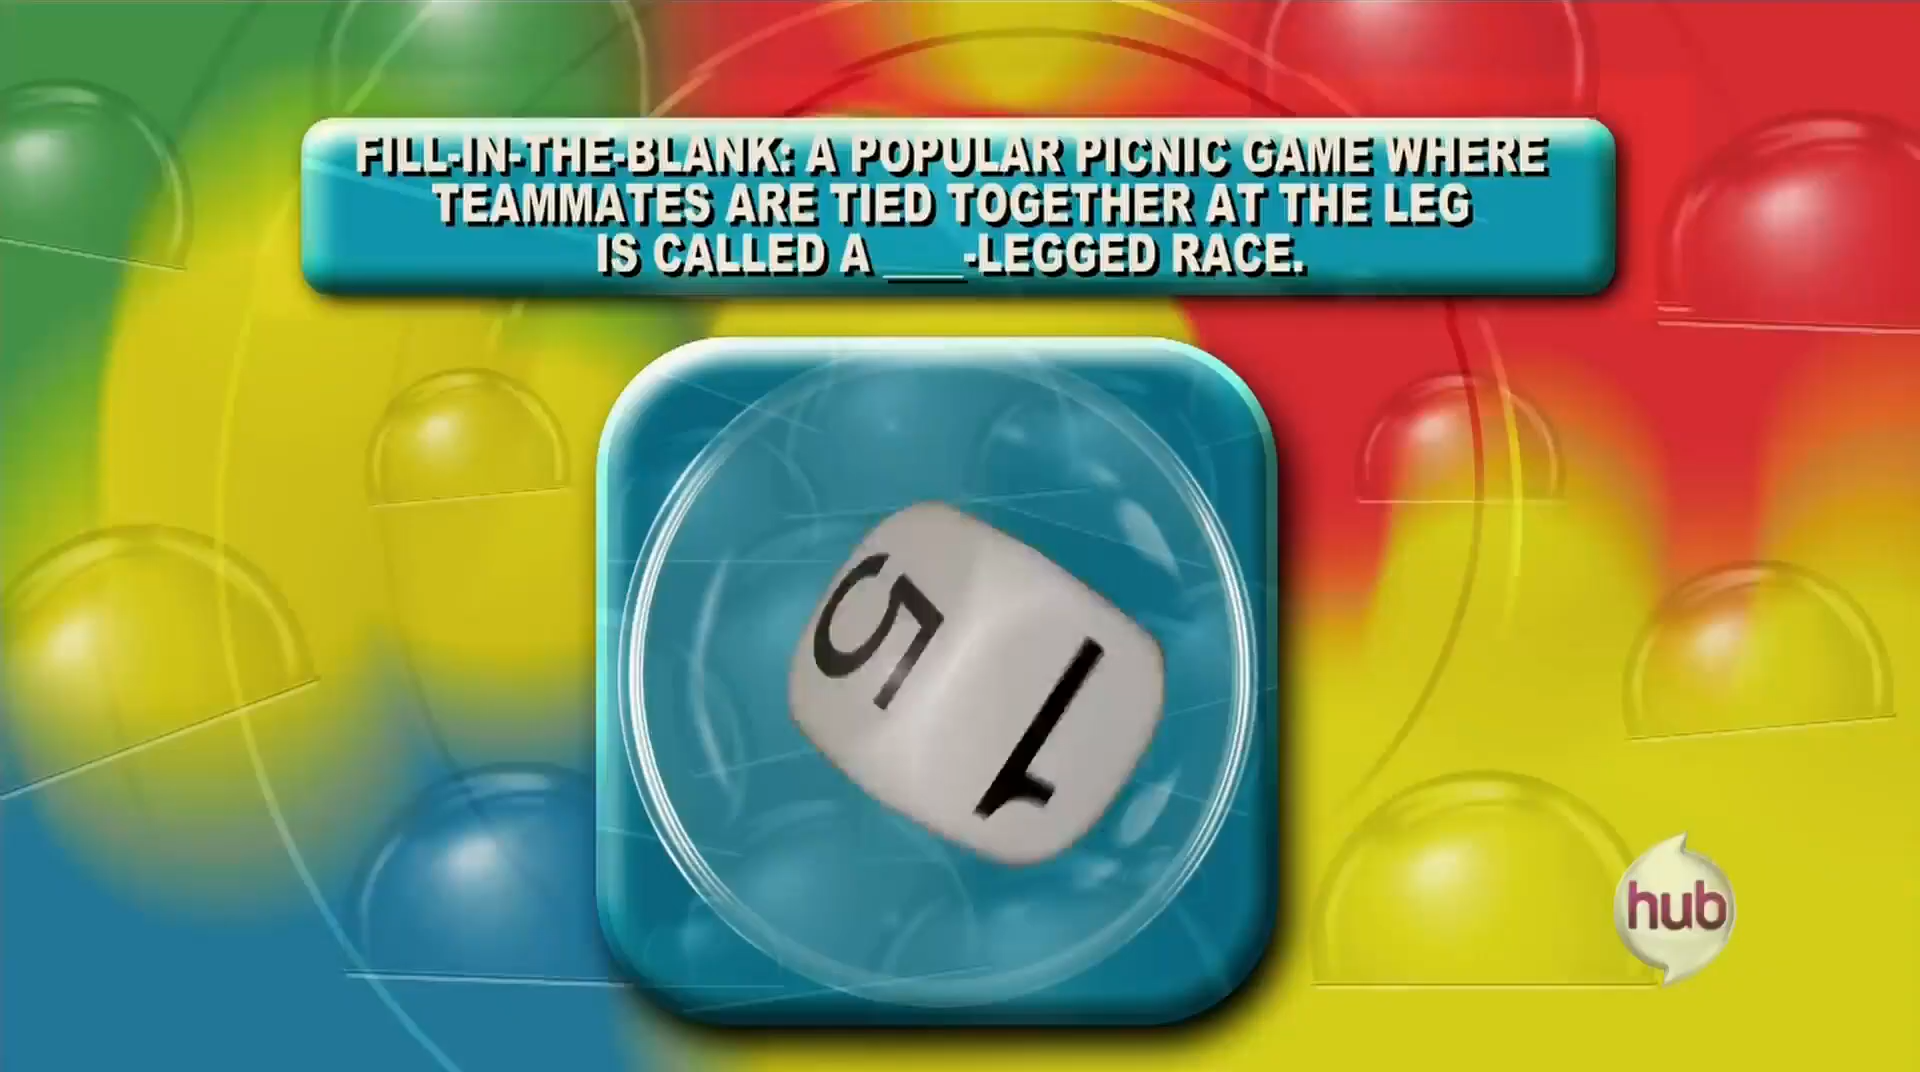 FILL-IN-THE-BLANK: A POPULAR PICNIC GAME WHERE
TEAMMATES ARE TIED TOGETHER AT THE LEG
IS CALLED A ___-LEGGED RACE.
5
1
hub